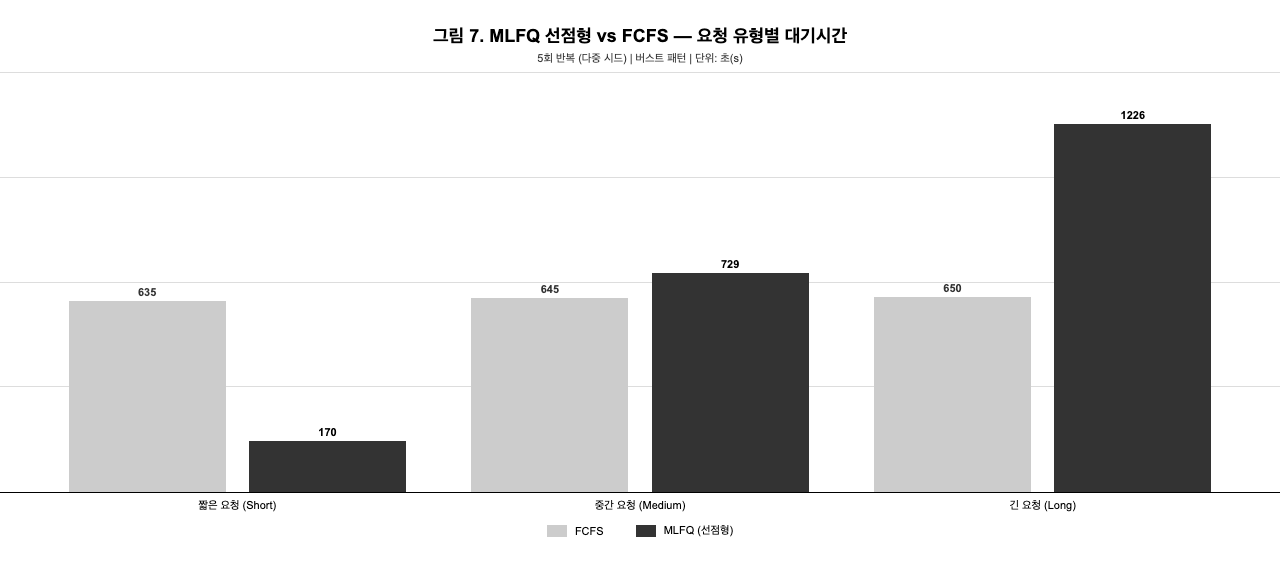 그림 7. MLFQ 선점형 vs FCFS — 요청 유형별 대기시간
5회 반복 (다중 시드) | 버스트 패턴 | 단위: 초(s)
1226
729
635
645
650
170
짧은 요청 (Short)
중간 요청 (Medium)
긴 요청 (Long)
FCFS
MLFQ (선점형)